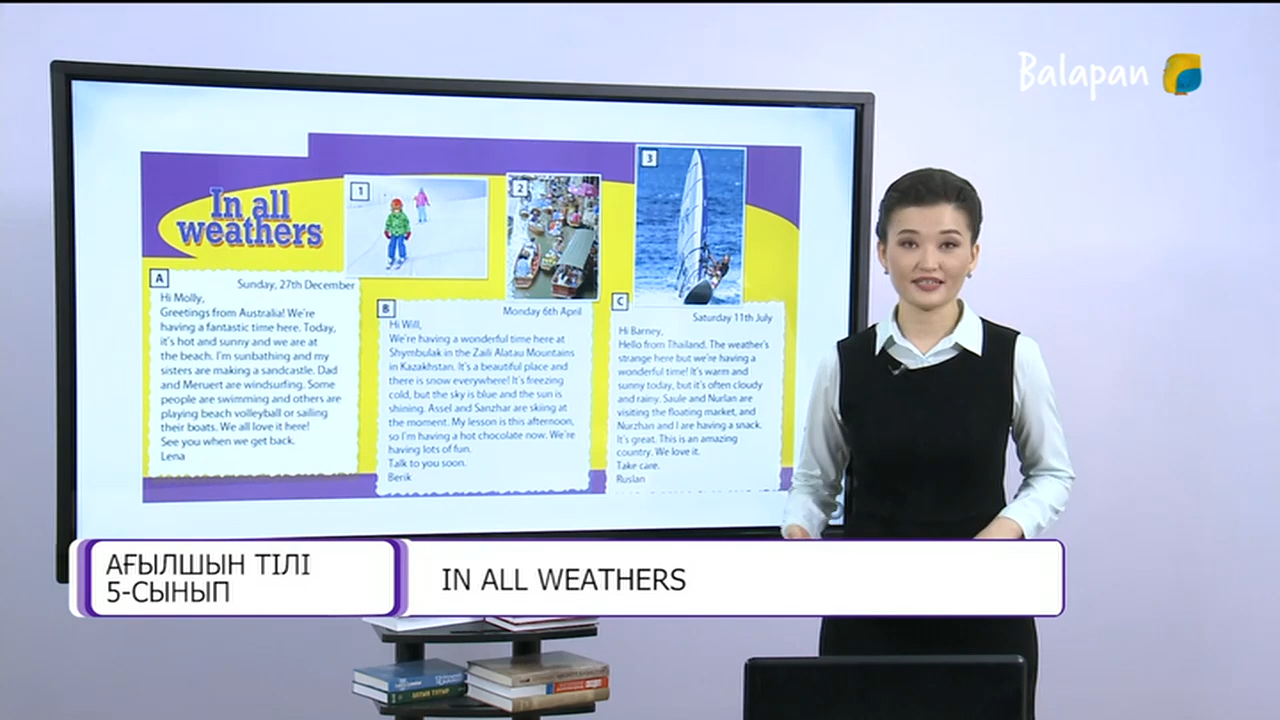 Balapan
In all
weathers
1
2
3
A
Sunday, 27th December
Hi Molly,
Greetings from Australia! We're
having a fantastic time here. Today,
it's hot and sunny and we are at
the beach. I'm sunbathing and my
sisters are making a sandcastle. Dad
and Meruert are windsurfing. Some
people are swimming and others are
playing beach volleyball or sailing
their boats. We all love it here!
See you when we get back.
Lena
B
Monday 6th April
Hi Will,
We're having a wonderful time here at
Shymbulak in the Zaili Alatau Mountains
in Kazakhstan. It's a beautiful place and
there is snow everywhere! It's freezing
cold, but the sky is blue and the sun is
shining. Assel and Sanzhar are skiing at
the moment. My lesson is this afternoon,
so I'm having a hot chocolate now. We're
having lots of fun.
Talk to you soon.
Berik
C
Saturday 11th July
Hi Barney,
Hello from Thailand. The weather's
strange here but we're having a
wonderful time! It's warm and
sunny today, but it's often cloudy
and rainy. Saule and Nurlan are
visiting the floating market, and
Nurzhan and I are having a snack.
It's great. This is an amazing
country. We love it.
Take care.
Ruslan
АҒЫЛШЫН ТІЛІ
5-СЫНЫП
IN ALL WEATHERS